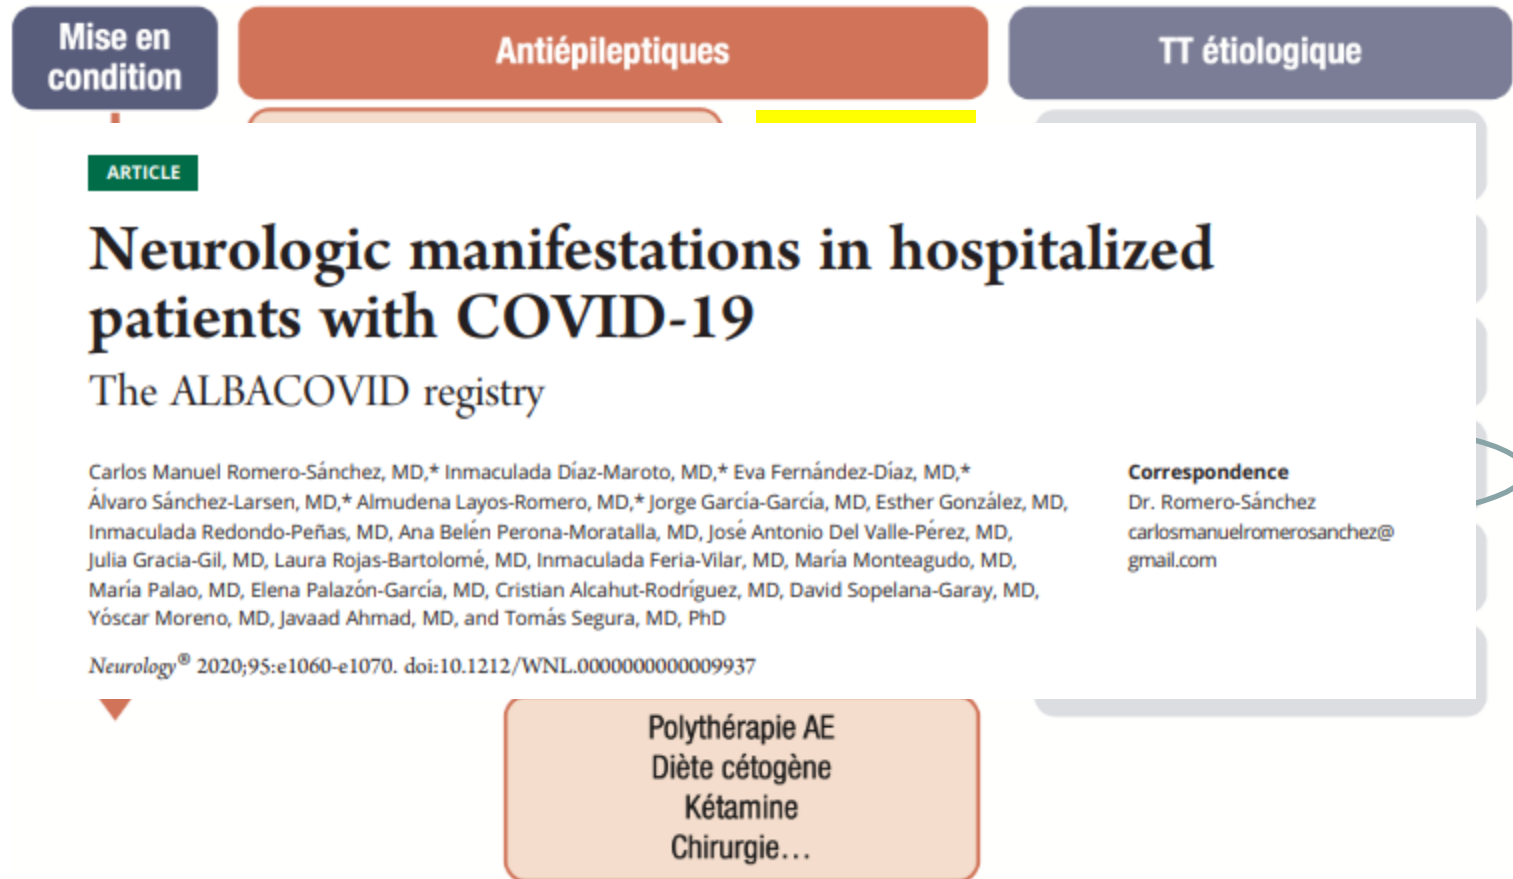 Mise en
condition
Antiépileptiques
TT étiologique
ARTICLE
Neurologic manifestations in hospitalized
patients with COVID-19
The ALBACOVID registry
Carlos Manuel Romero-Sánchez, MD,* Inmaculada Díaz-Maroto, MD,* Eva Fernández-Díaz, MD,*
Álvaro Sánchez-Larsen, MD,* Almudena Layos-Romero, MD,* Jorge García-García, MD, Esther González, MD,
Inmaculada Redondo-Peñas, MD, Ana Belén Perona-Moratalla, MD, José Antonio Del Valle-Pérez, MD,
Julia Gracia-Gil, MD, Laura Rojas-Bartolomé, MD, Inmaculada Feria-Vilar, MD, María Monteagudo, MD,
María Palao, MD, Elena Palazón-García, MD, Cristian Alcahut-Rodríguez, MD, David Sopelana-Garay, MD,
Yóscar Moreno, MD, Javaad Ahmad, MD, and Tomás Segura, MD, PhD
Correspondence
Dr. Romero-Sánchez
carlosmanuelromerosanchez@
gmail.com
Neurology® 2020;95:e1060-e1070. doi:10.1212/WNL.0000000000009937
Polythérapie AE
Diète cétogène
Kétamine
Chirurgie…